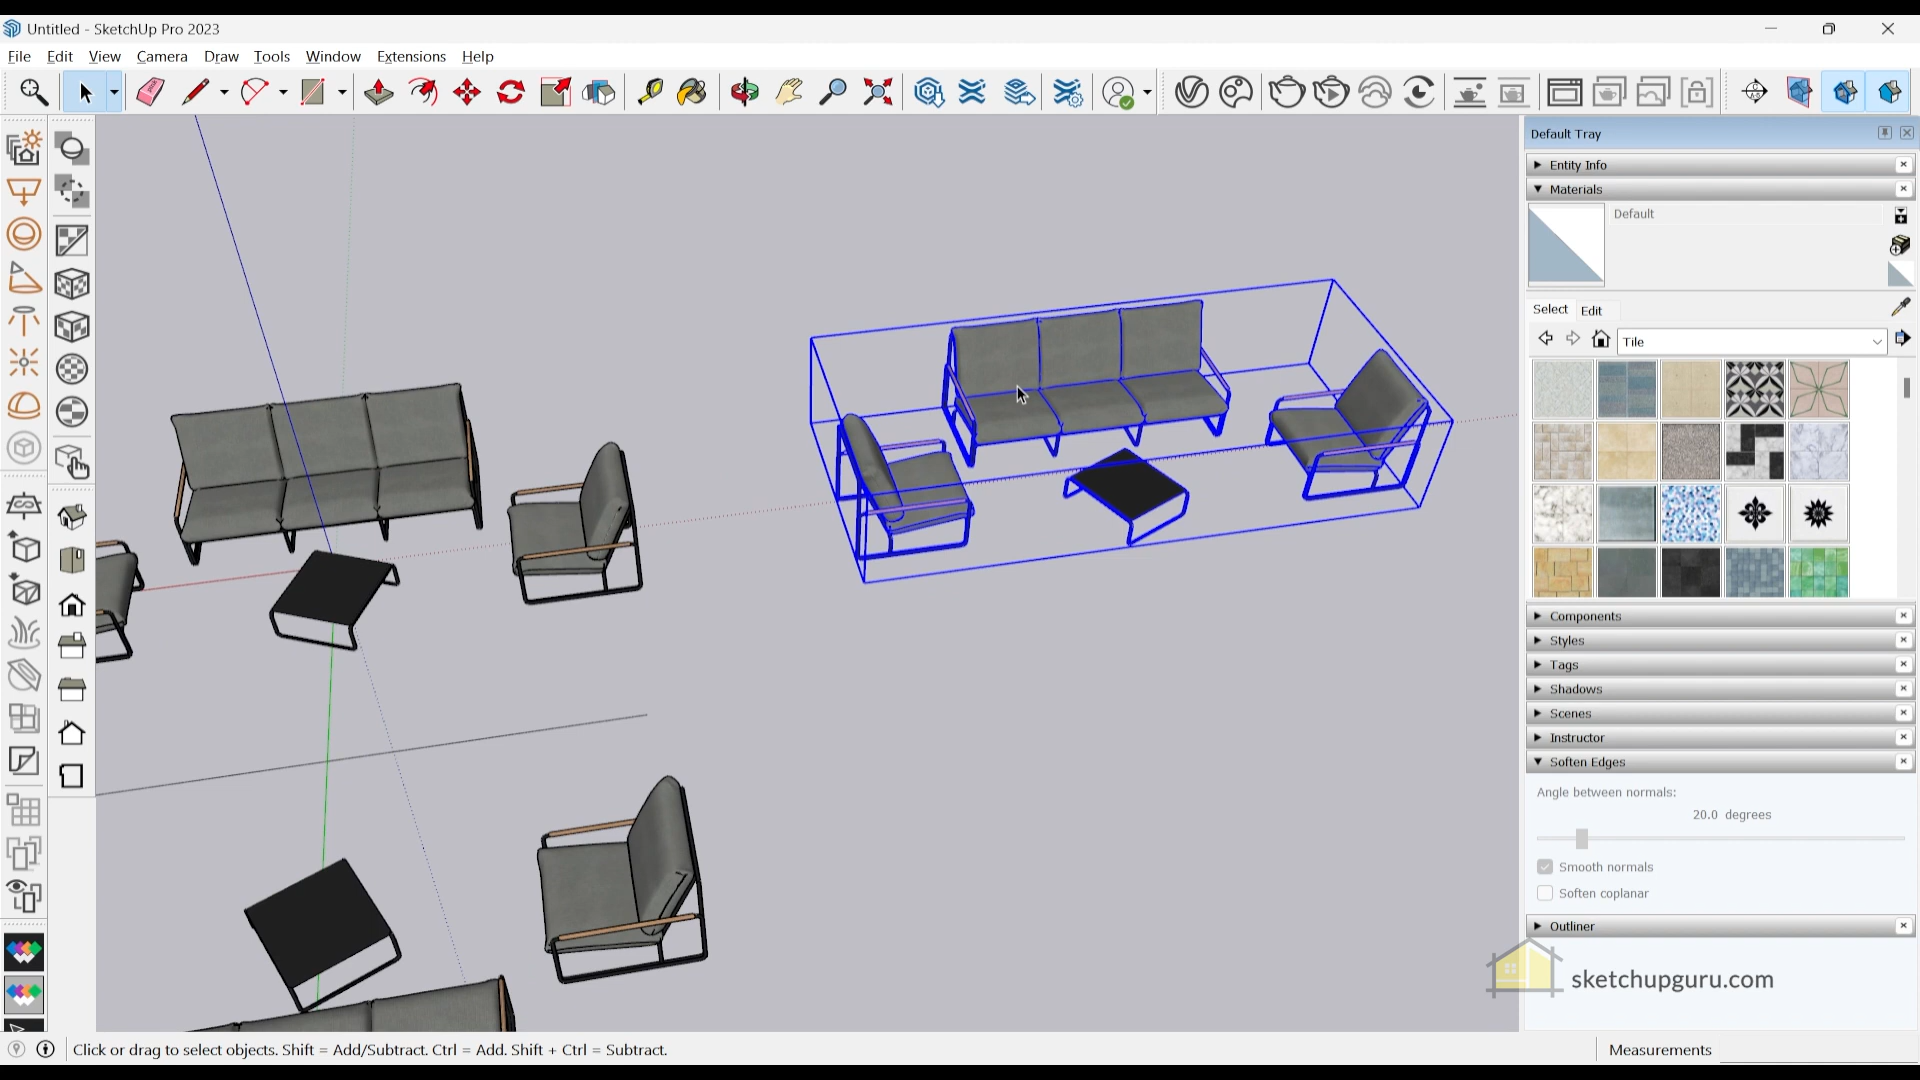 Untitled - SketchUp Pro 2023
File Edit View Camera Draw Tools Window Extensions Help
Default Tray
Entity Info
Materials
Default
Select Edit
Tile
Components
Styles
Tags
Shadows
Scenes
Instructor
Soften Edges
Angle between normals:
20.0 degrees
Smooth normals
Soften coplanar
Outliner
sketchupguru.com
Click or drag to select objects. Shift = Add/Subtract. Ctrl = Add. Shift + Ctrl = Subtract.
Measurements